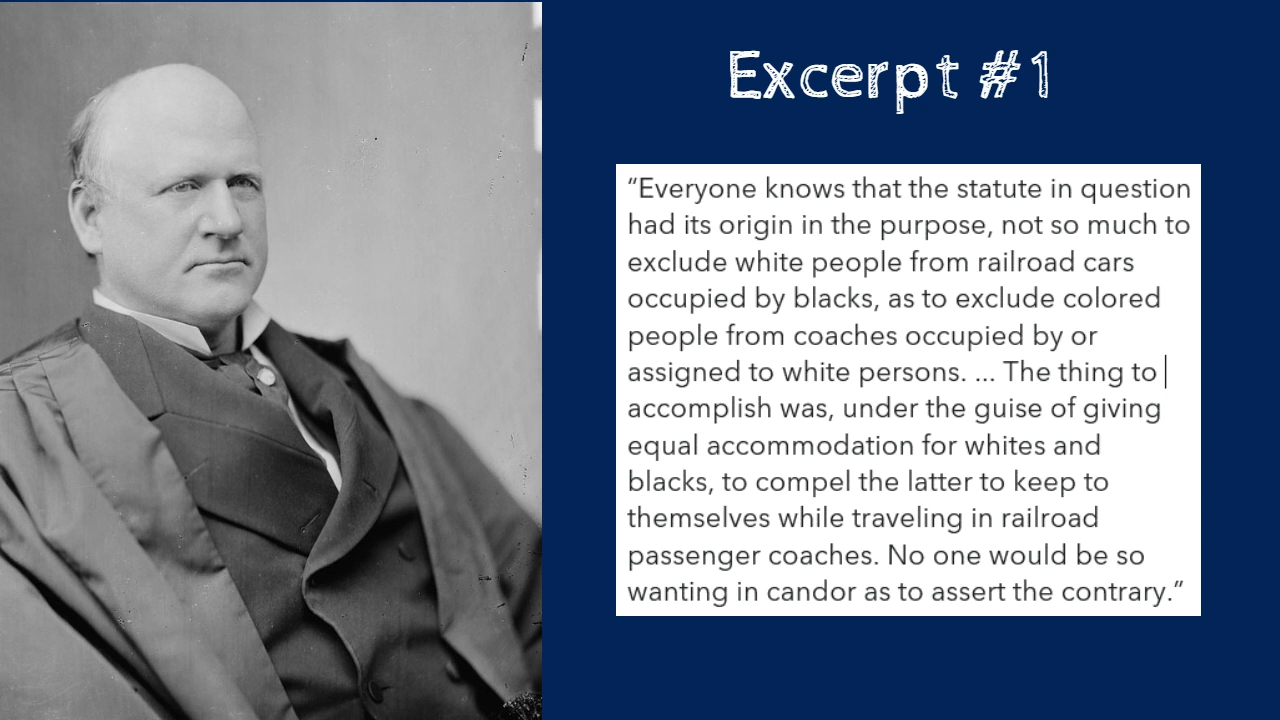 Excerpt #1
“Everyone knows that the statute in question
had its origin in the purpose, not so much to
exclude white people from railroad cars
occupied by blacks, as to exclude colored
people from coaches occupied by or
assigned to white persons. ... The thing to
accomplish was, under the guise of giving
equal accommodation for whites and
blacks, to compel the latter to keep to
themselves while traveling in railroad
passenger coaches. No one would be so
wanting in candor as to assert the contrary.”